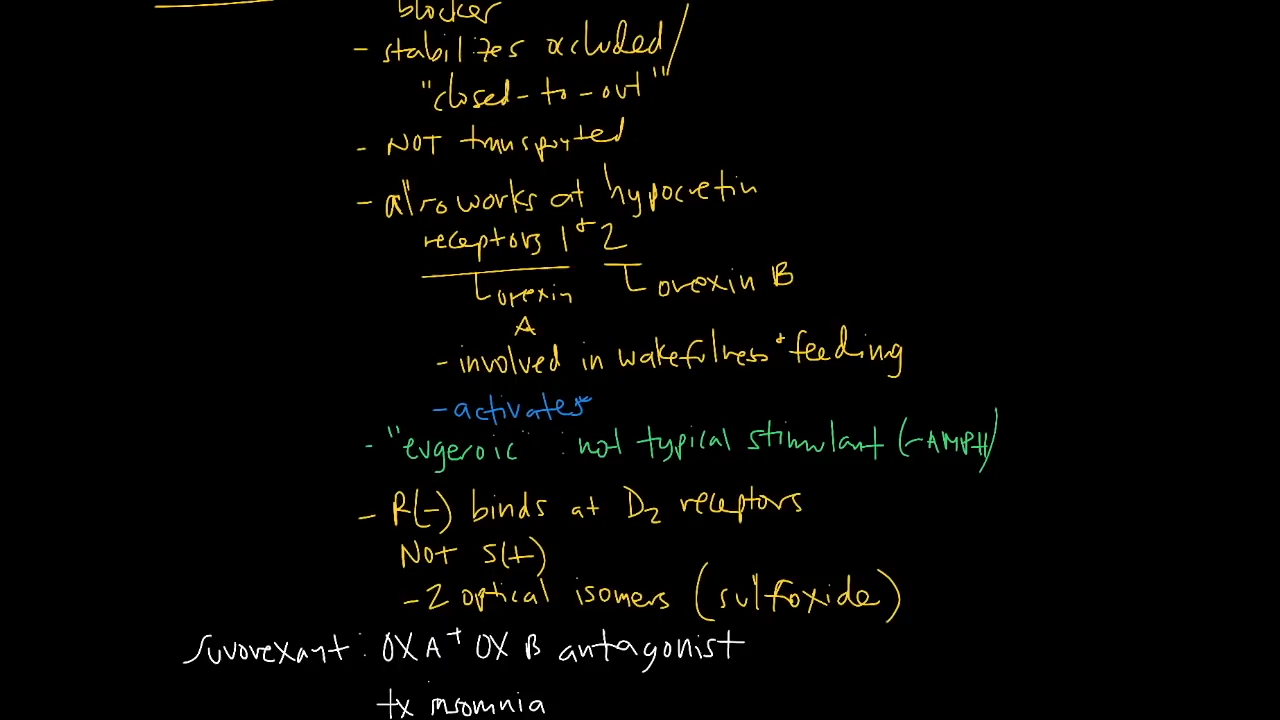 blocker
- stabilizes occluded/
"closed-to-out"
- NOT transported
- also works at hypocretin
receptors 1 + 2
orexin A
orexin B
- involved in wakefulness + feeding
- activates
- "eugeroic" : not typical stimulant (-AMPH)
- R(-) binds at D2 receptors
NOT S(+)
- 2 optical isomers (sulfoxide)
Suvorexant : OXA + OX B antagonist
tx insomnia